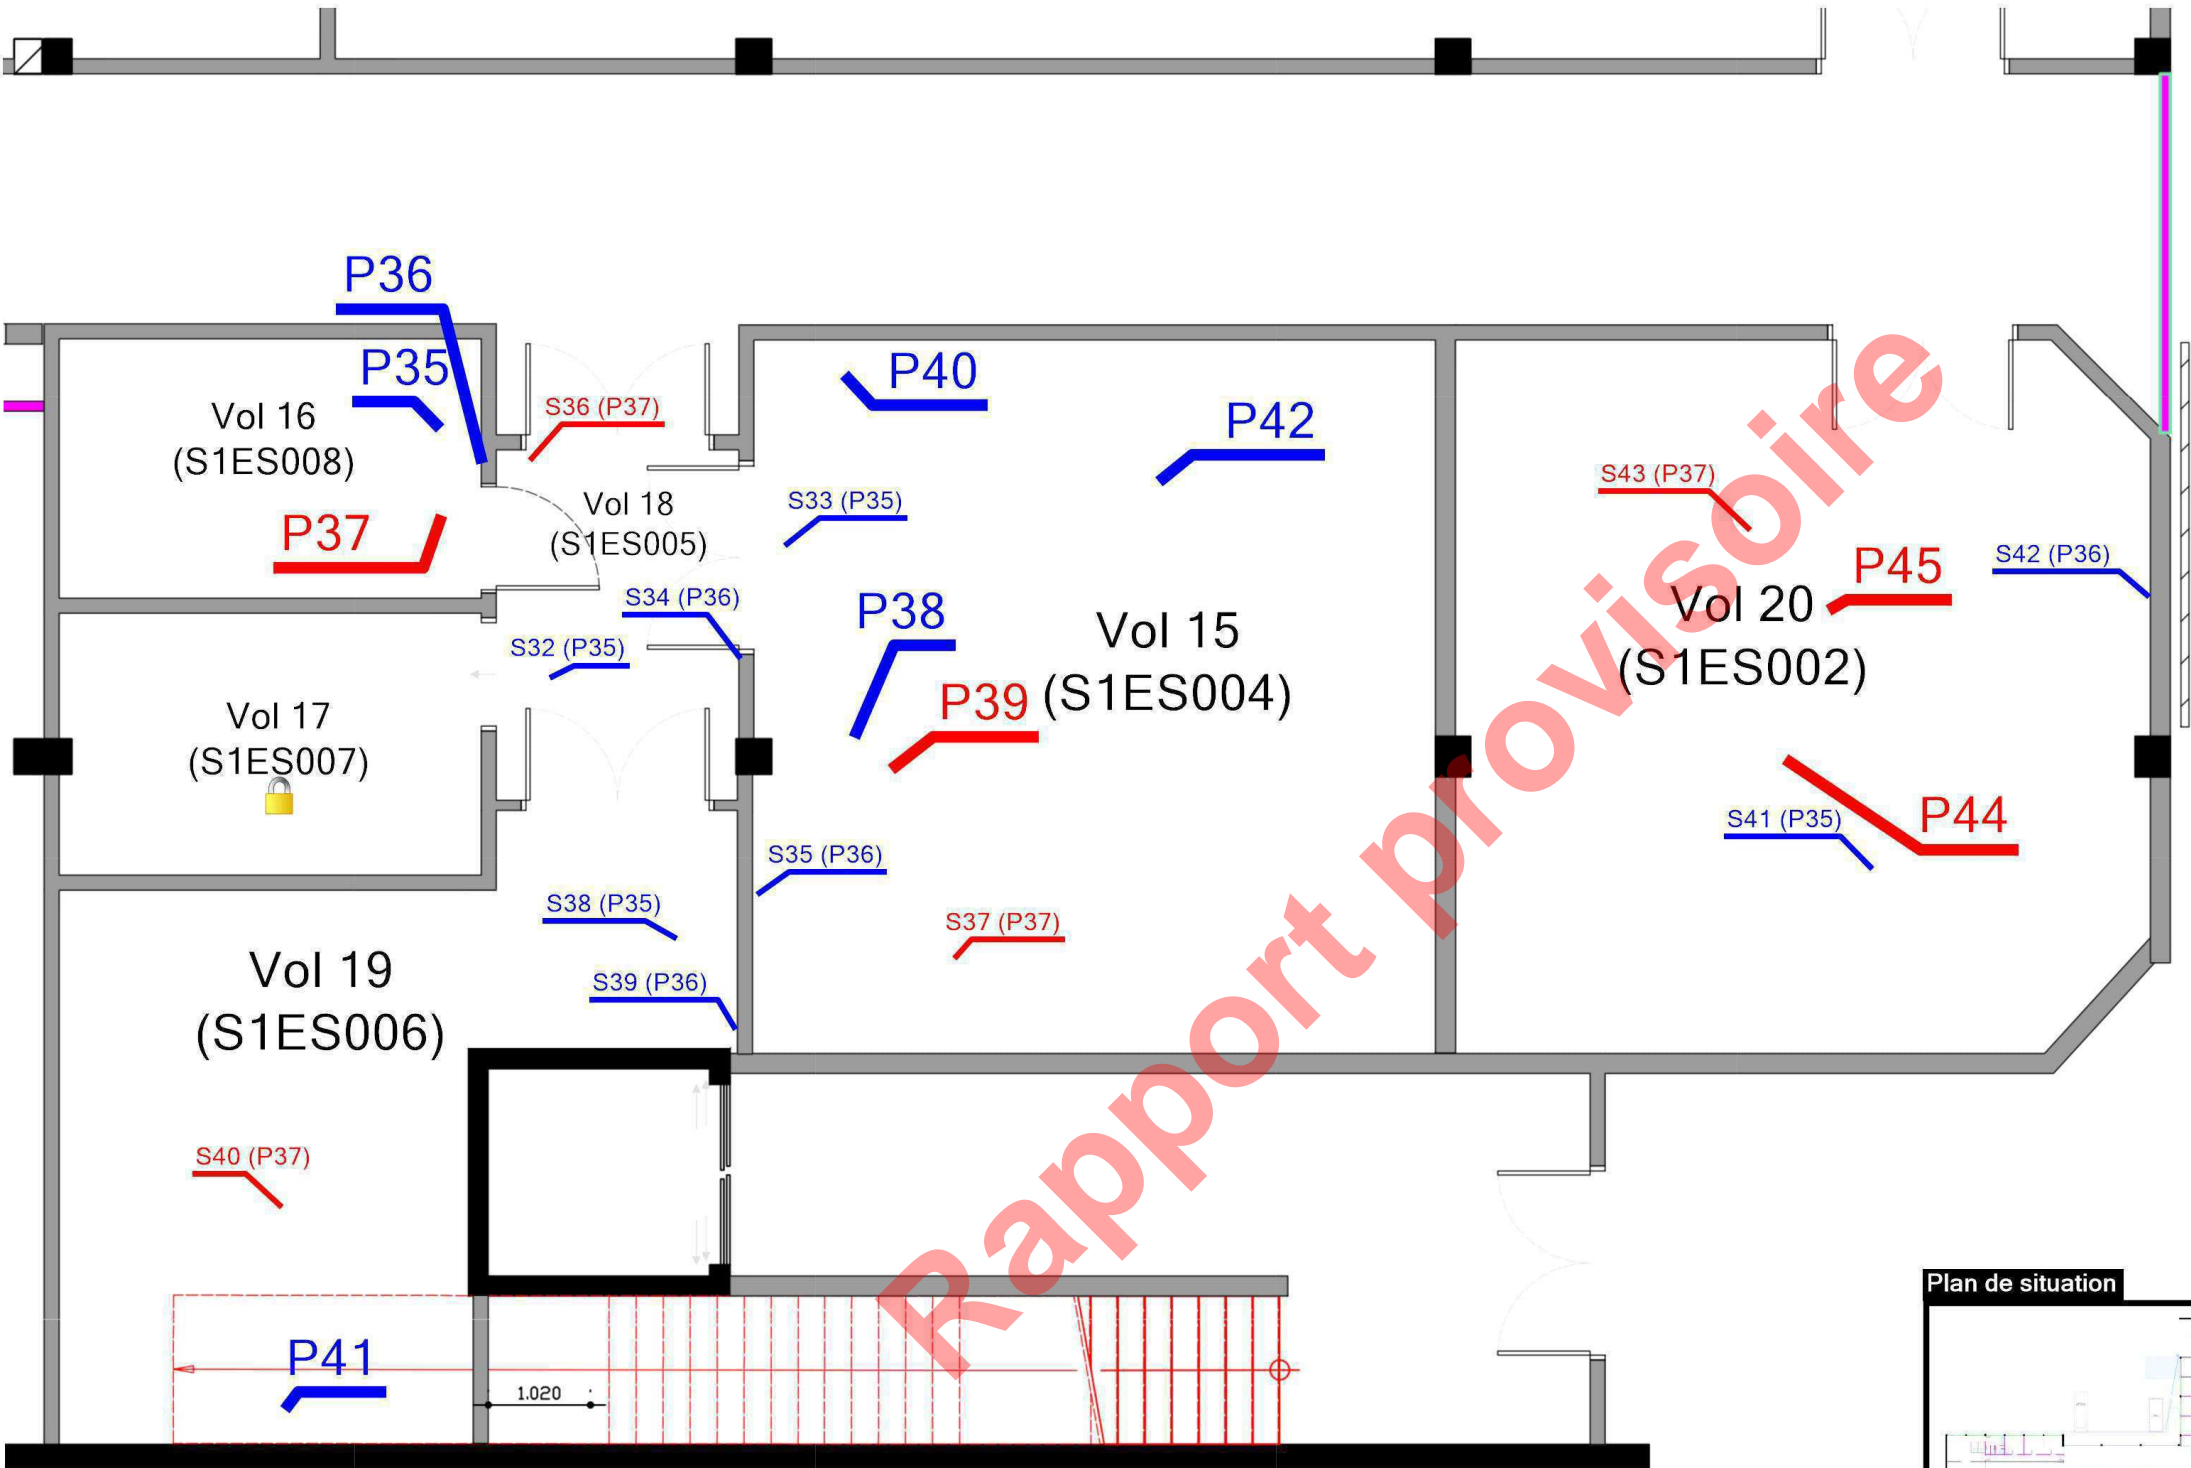 P36
P35
Vol 16
(S1ES008)
P37
S36 (P37)
Vol 18
(S1ES005)
P40
P42
S33 (P35)
S34 (P36)
S32 (P35)
P38
Vol 15
(S1ES004)
P39
S43 (P37)
S42 (P36)
P45
Vol 20
(S1ES002)
P44
S41 (P35)
Vol 17
(S1ES007)
S35 (P36)
S38 (P35)
S37 (P37)
S39 (P36)
Vol 19
(S1ES006)
S40 (P37)
P41
1.020
Rapport provisoire
Plan de situation